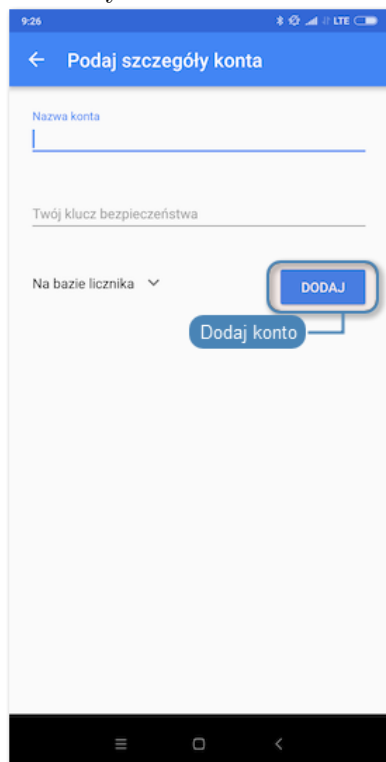 9:26 LTE
Podaj szczegóły konta
Nazwa konta
Twój klucz bezpieczeństwa
Na bazie licznika
DODAJ
Dodaj konto